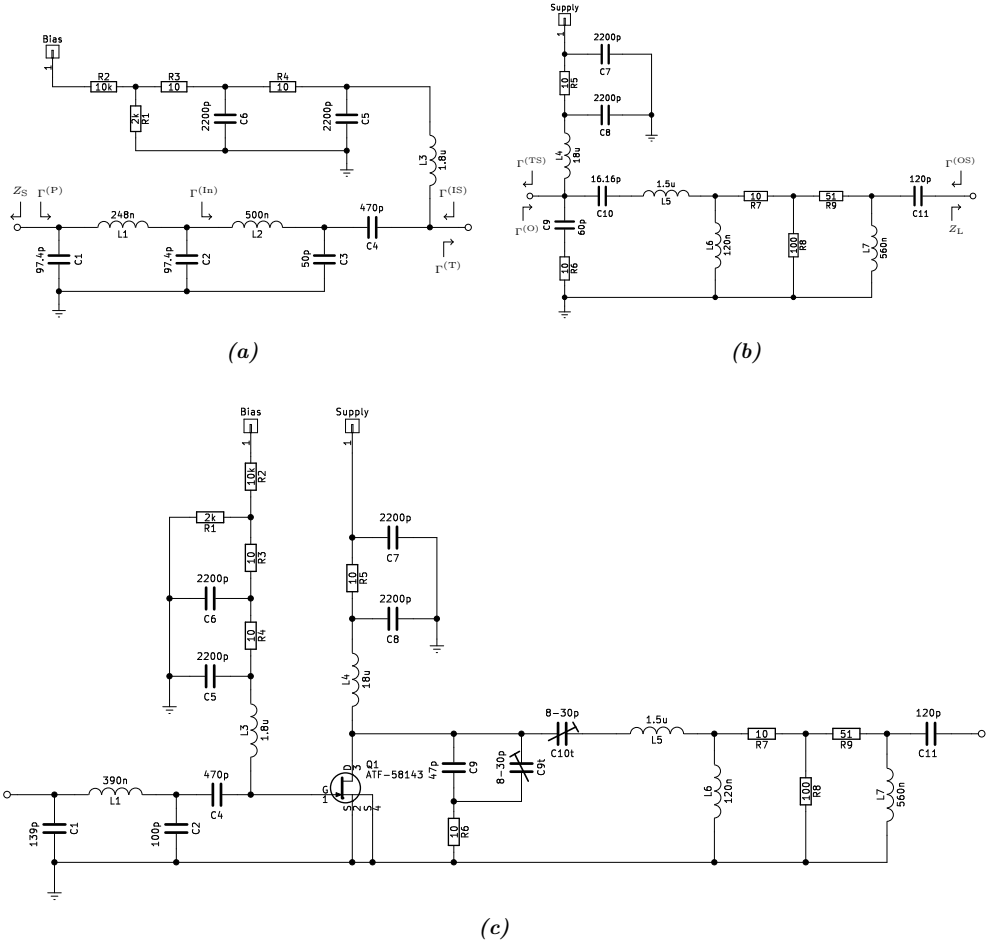 Bias
1
R2
10k
R3
10
R4
10
2k
R1
2200p
C6
2200p
C5
L3
1.8u
Z_S
Γ^(P)
Γ^(In)
Γ^(IS)
Γ^(T)
248n
L1
500n
L2
470p
C4
97.4p
C1
97.4p
C2
50p
C3
(a)
Supply
1
2200p
C7
10
R5
2200p
C8
L4
18u
Γ^(TS)
Γ^(O)
16.16p
C10
1.5u
L5
10
R7
51
R9
120p
C11
Γ^(OS)
Z_L
C9
60p
10
R6
L6
120n
100
R8
L7
560n
(b)
Bias
1
10k
R2
2k
R1
10
R3
2200p
C6
10
R4
2200p
C5
L3
1.8u
Supply
1
2200p
C7
10
R5
2200p
C8
L4
18u
390n
L1
470p
C4
139p
C1
100p
C2
Q1
ATF-58143
G
1
D
3
S
2
S
4
47p
C9
8-30p
C9t
8-30p
C10t
10
R6
1.5u
L5
10
R7
51
R9
120p
C11
L6
120n
100
R8
L7
560n
(c)